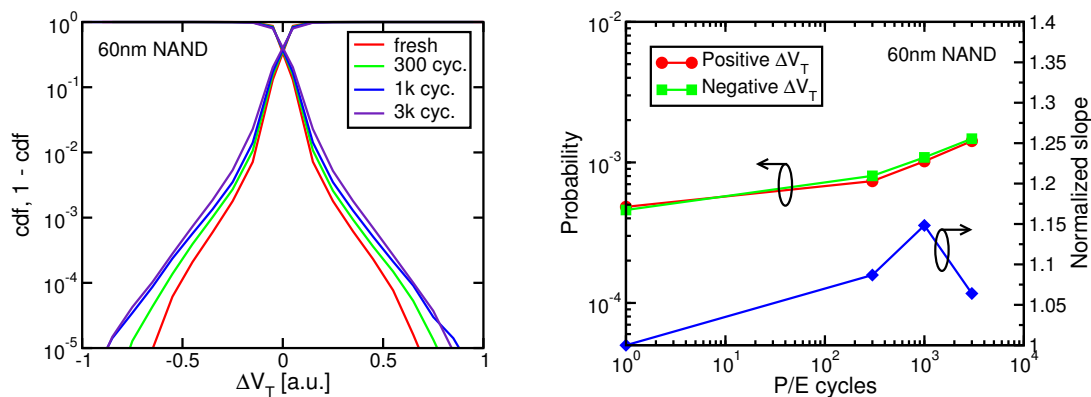 10^0
10^-1
10^-2
10^-3
10^-4
10^-5
cdf, 1 - cdf
60nm NAND
fresh
300 cyc.
1k cyc.
3k cyc.
-1 -0.5 0 0.5 1
ΔV_T [a.u.]
10^-2
10^-3
10^-4
Probability
Positive ΔV_T
Negative ΔV_T
60nm NAND
1.4
1.35
1.3
1.25
1.2
1.15
1.1
1.05
1
Normalized slope
10^0 10^1 10^2 10^3 10^4
P/E cycles